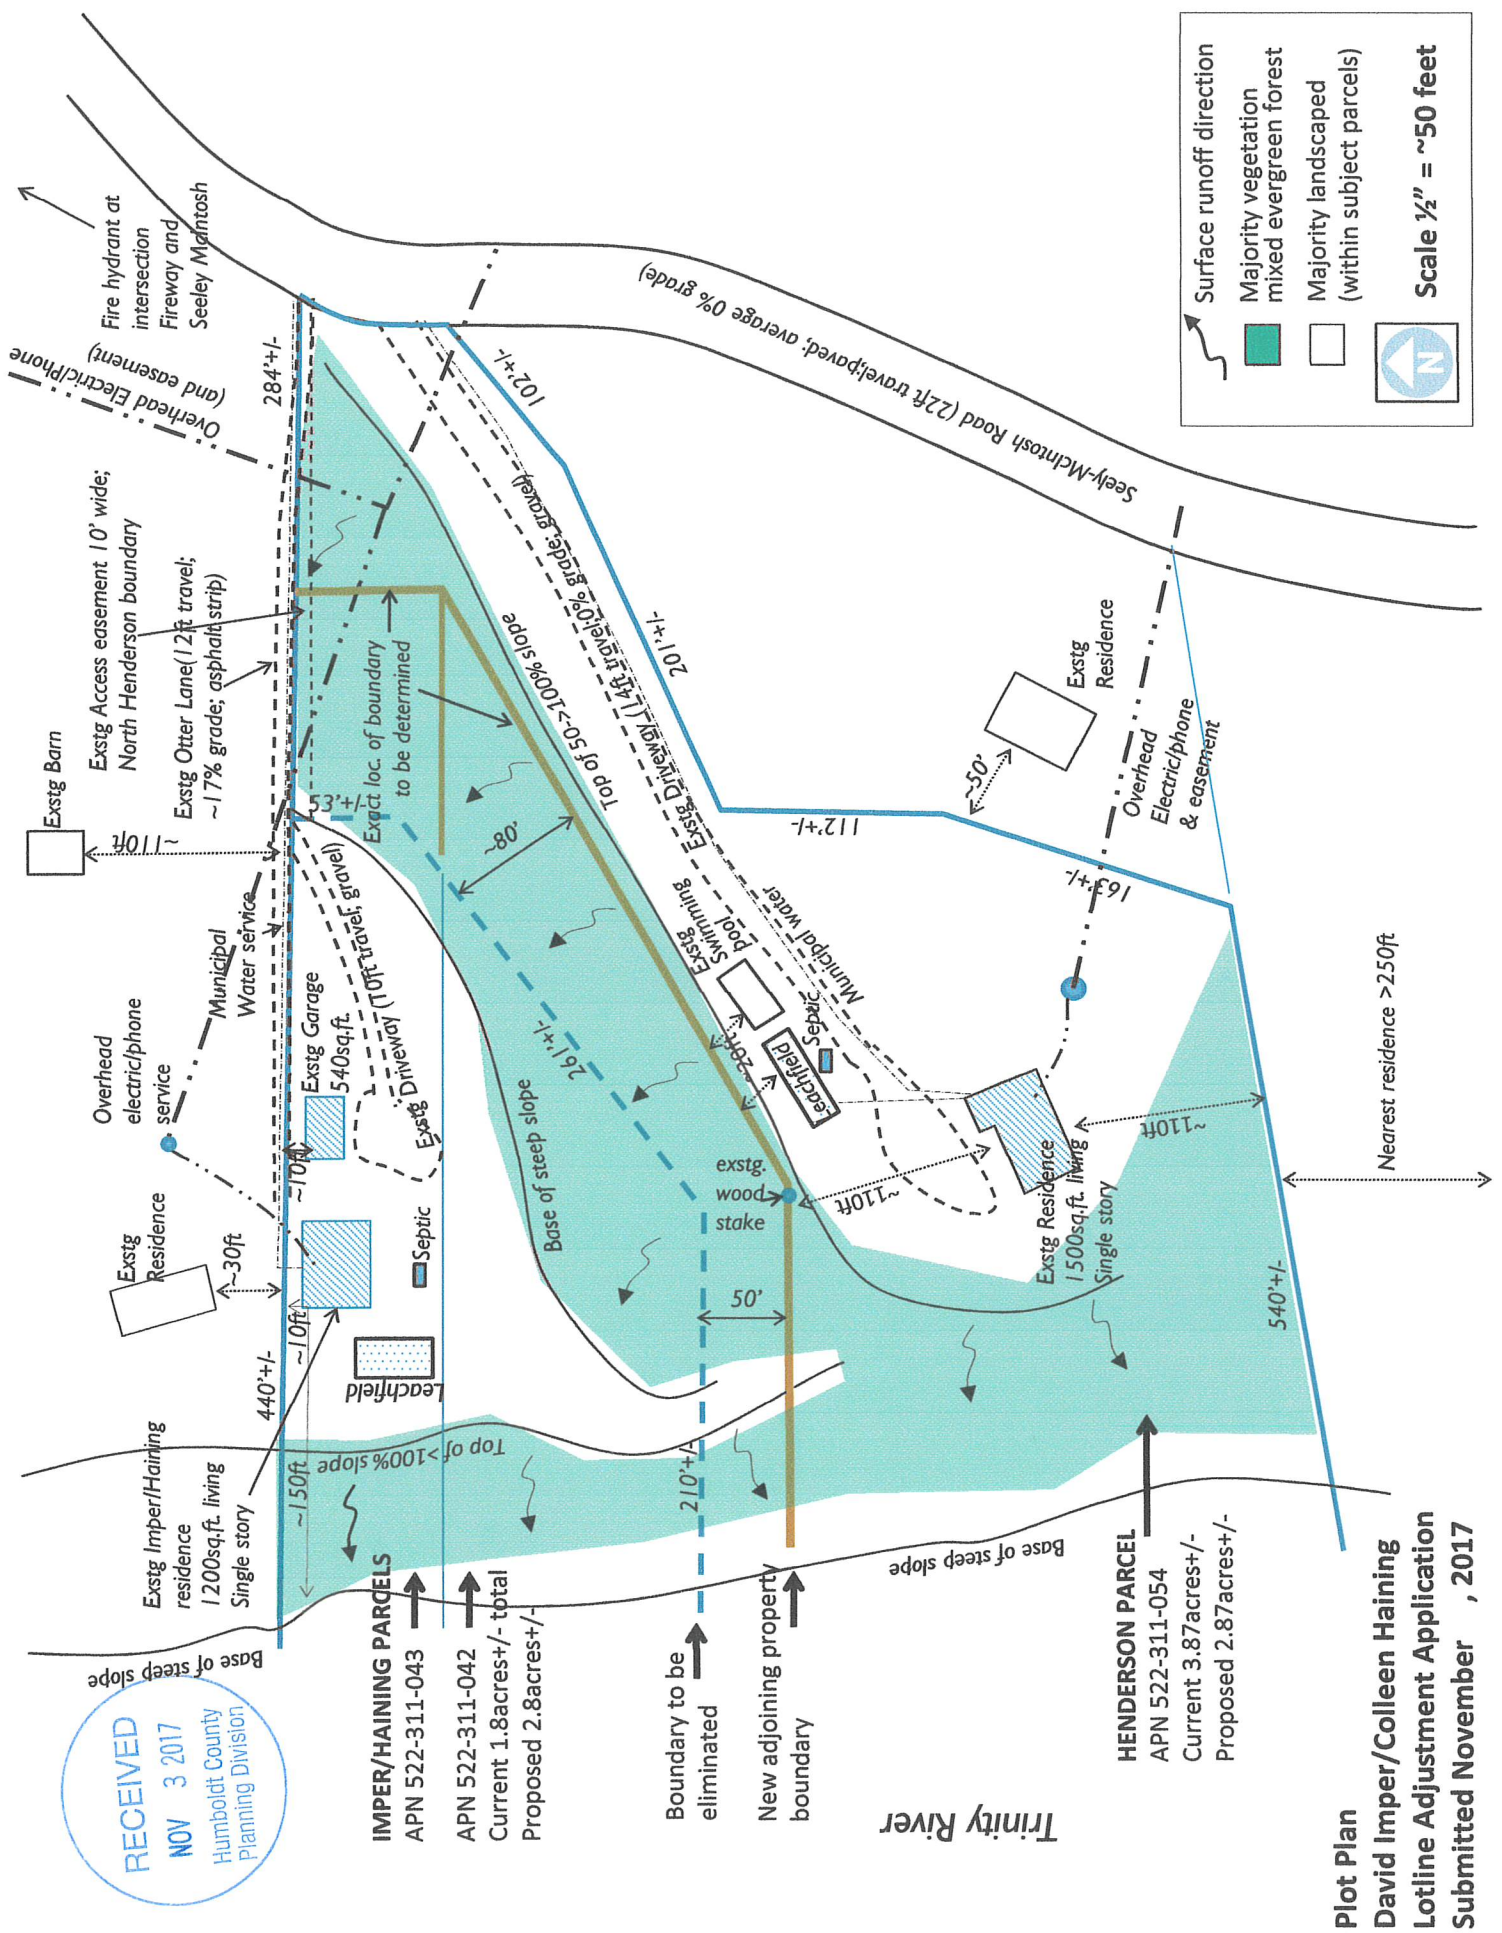 RECEIVED
NOV 3 2017
Humboldt County
Planning Division
Base of steep slope
Exstg Imper/Haining
residence
1200sq.ft. living
Single story
~150ft
440'+/-
Exstg
Residence
~30ft
~10ft
Overhead
electric/phone
service
~10ft
Municipal
Water service
Exstg Garage
540sq.ft.
Exstg Driveway (10ft travel; gravel)
Septic
Leachfield
Top of >100% slope
Exstg Barn
~110ft
Exstg Access easement 10' wide;
North Henderson boundary
Exstg Otter Lane(12ft travel;
~17% grade; asphalt strip)
53'+/-
Exact loc. of boundary
to be determined
284'+/-
Overhead Electric/Phone
(and easement)
Fire hydrant at
intersection
Fireway and
Seeley McIntosh
IMPER/HAINING PARCELS
APN 522-311-043
APN 522-311-042
Current 1.8acres+/- total
Proposed 2.8acres+/-
Base of steep slope
261'+/-
~80'
Top of 50->100% slope
102'+/-
Exstg Driveway (14ft travel;0% grade; gravel)
201'+/-
Seely-McIntosh Road (22ft travel;paved; average 0% grade)
Boundary to be
eliminated
210'+/-
50'
exstg.
wood
stake
New adjoining property
boundary
~20ft
Exstg
Swimming
pool
Leachfield
Septic
Municipal water
112'+/-
~110ft
Base of steep slope
Trinity River
HENDERSON PARCEL
APN 522-311-054
Current 3.87acres+/-
Proposed 2.87acres+/-
Exstg Residence
1500sq.ft. living
Single story
~110ft
163'+/-
~50'
Exstg
Residence
Overhead
Electric/phone
& easement
540'+/-
Nearest residence >250ft
Surface runoff direction
Majority vegetation
mixed evergreen forest
Majority landscaped
(within subject parcels)
N
Scale ½" = ~50 feet
Plot Plan
David Imper/Colleen Haining
Lotline Adjustment Application
Submitted November , 2017